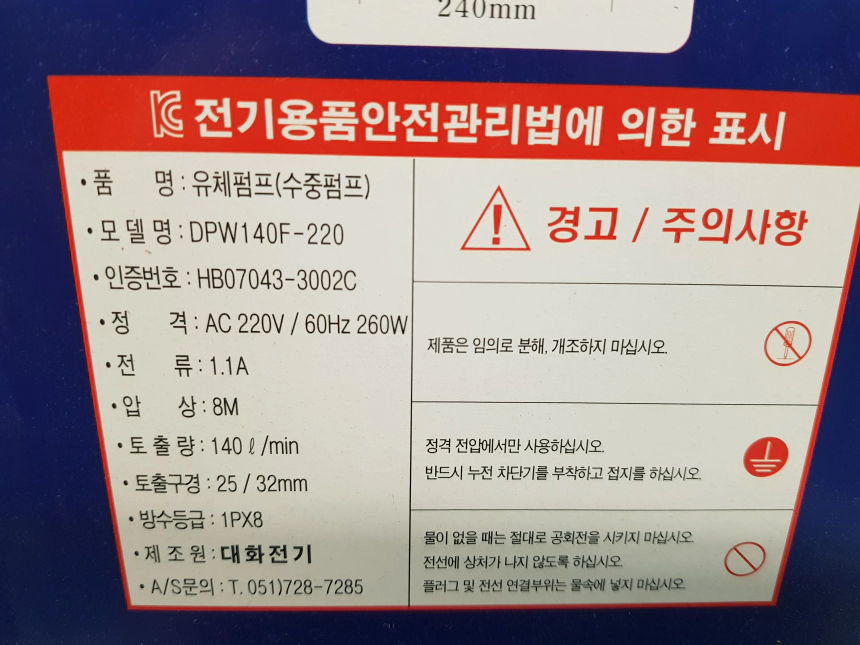 240mm
KC 전기용품안전관리법에 의한 표시
• 품 명 : 유체펌프(수중펌프)
• 모 델 명 : DPW140F-220
• 인증번호 : HB07043-3002C
• 정 격 : AC 220V / 60Hz 260W
• 전 류 : 1.1A
• 압 상 : 8M
• 토 출 량 : 140 ℓ /min
• 토출구경 : 25 / 32mm
• 방수등급 : 1PX8
• 제 조 원 : 대화전기
• A/S문의 : T. 051)728-7285
경고 / 주의사항
제품은 임의로 분해, 개조하지 마십시오.
정격 전압에서만 사용하십시오.
반드시 누전 차단기를 부착하고 접지를 하십시오.
물이 없을 때는 절대로 공회전을 시키지 마십시오.
전선에 상처가 나지 않도록 하십시오.
플러그 및 전선 연결부위는 물속에 넣지 마십시오.